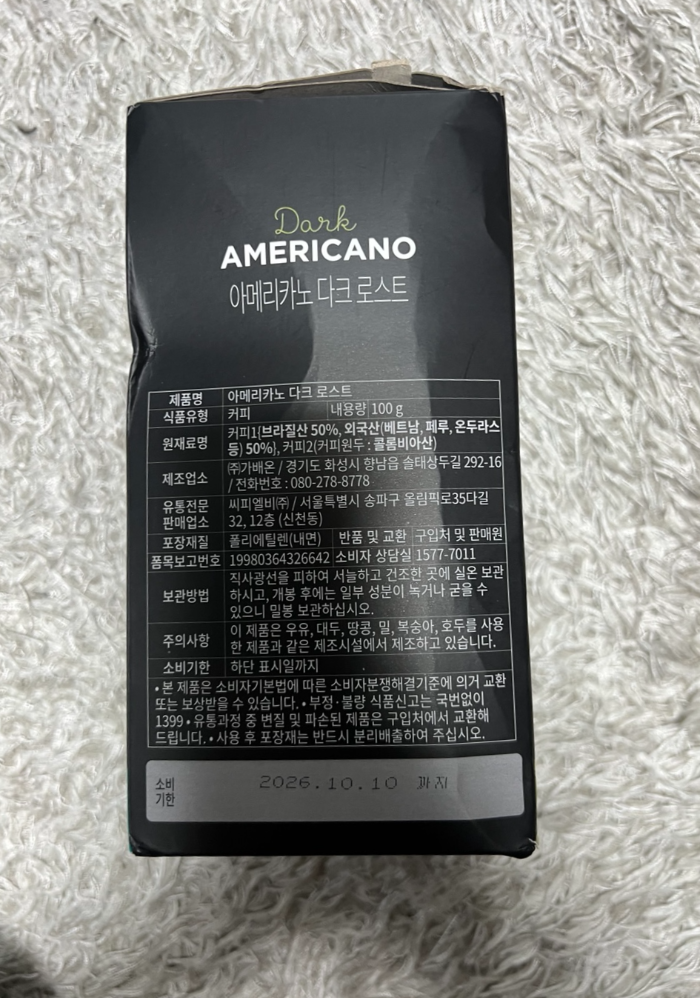 Dark
AMERICANO
아메리카노 다크 로스트
제품명 아메리카노 다크 로스트
식품유형 커피 내용량 100 g
원재료명 커피1{브라질산 50%, 외국산(베트남, 페루, 온두라스
등) 50%}, 커피2(커피원두 : 콜롬비아산)
제조업소 ㈜가배온 / 경기도 화성시 향남읍 솔태상두길 292-16
/ 전화번호 : 080-278-8778
유통전문
판매업소
씨피엘비㈜ / 서울특별시 송파구 올림픽로35다길
32, 12층 (신천동)
포장재질 폴리에틸렌(내면) 반품 및 교환 구입처 및 판매원
품목보고번호 19980364326642 소비자 상담실 1577-7011
보관방법 직사광선을 피하여 서늘하고 건조한 곳에 실온 보관
하시고, 개봉 후에는 일부 성분이 녹거나 굳을 수
있으니 밀봉 보관하십시오.
주의사항 이 제품은 우유, 대두, 땅콩, 밀, 복숭아, 호두를 사용
한 제품과 같은 제조시설에서 제조하고 있습니다.
소비기한 하단 표시일까지
• 본 제품은 소비자기본법에 따른 소비자분쟁해결기준에 의거 교환
또는 보상받을 수 있습니다. • 부정·불량 식품신고는 국번없이
1399 • 유통과정 중 변질 및 파손된 제품은 구입처에서 교환해
드립니다. • 사용 후 포장재는 반드시 분리배출하여 주십시오.
소비
기한
2026.10.10 까지